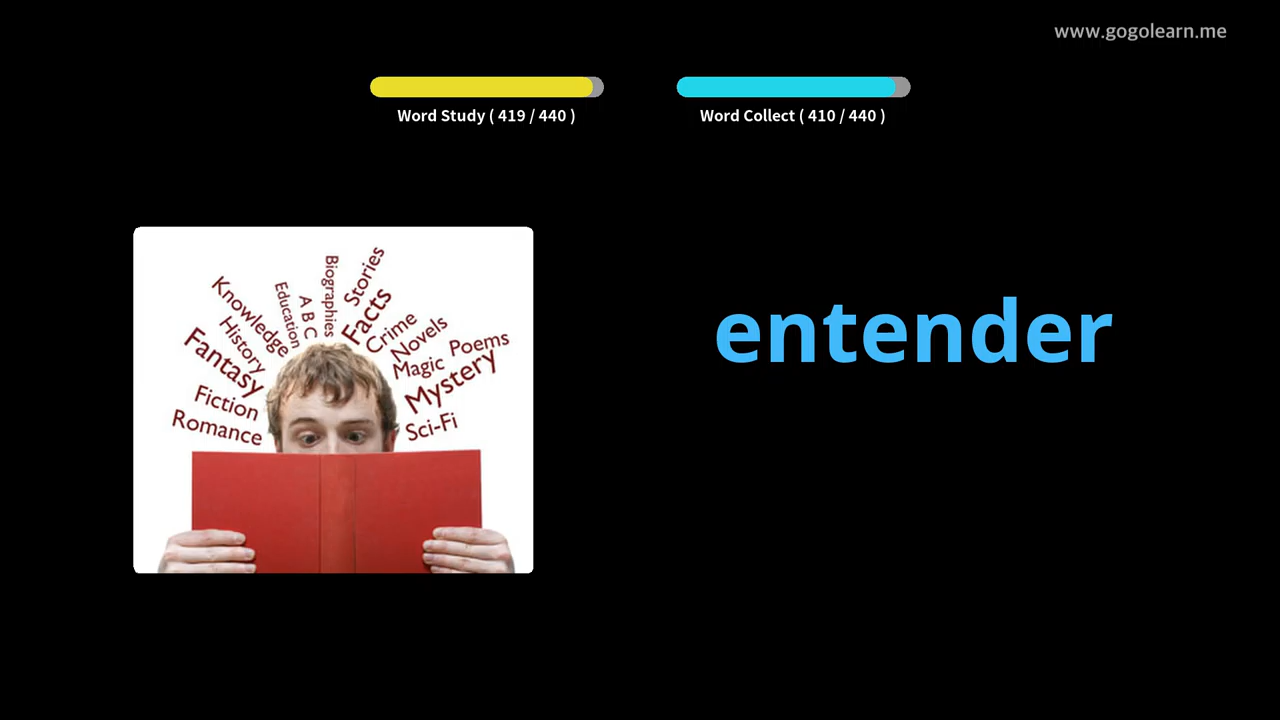 www.gogolearn.me
Word Study ( 419 / 440 )
Word Collect ( 410 / 440 )
Stories
Biographies
Facts
A B C
Education
Knowledge
Crime
Novels
History
Poems
Fantasy
Magic
Mystery
Fiction
Sci-Fi
Romance
entender